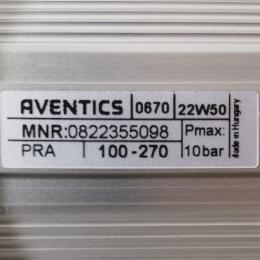 AVENTICS 0670 22W50
MNR:0822355098 Pmax:
PRA 100-270 10bar
Made in Hungary